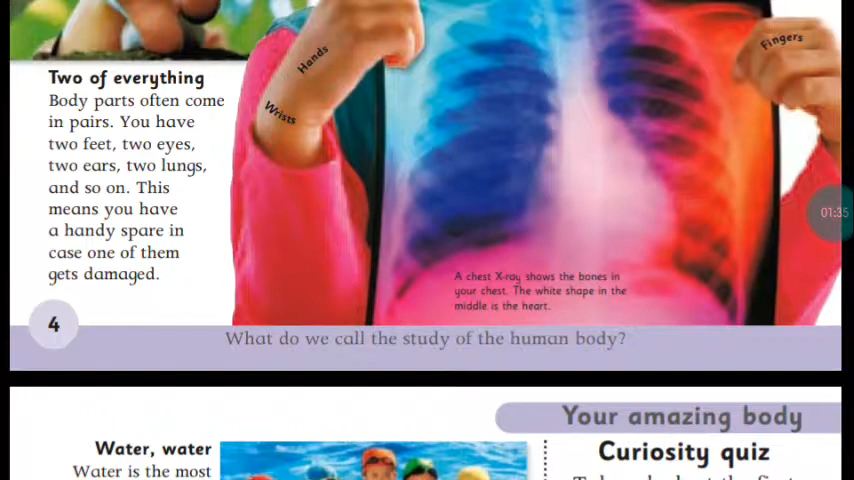 Two of everything
Body parts often come
in pairs. You have
two feet, two eyes,
two ears, two lungs,
and so on. This
means you have
a handy spare in
case one of them
gets damaged.
Hands
Wrists
Fingers
01:35
A chest X-ray shows the bones in
your chest. The white shape in the
middle is the heart.
4
What do we call the study of the human body?
Your amazing body
Water, water
Water is the most
Curiosity quiz